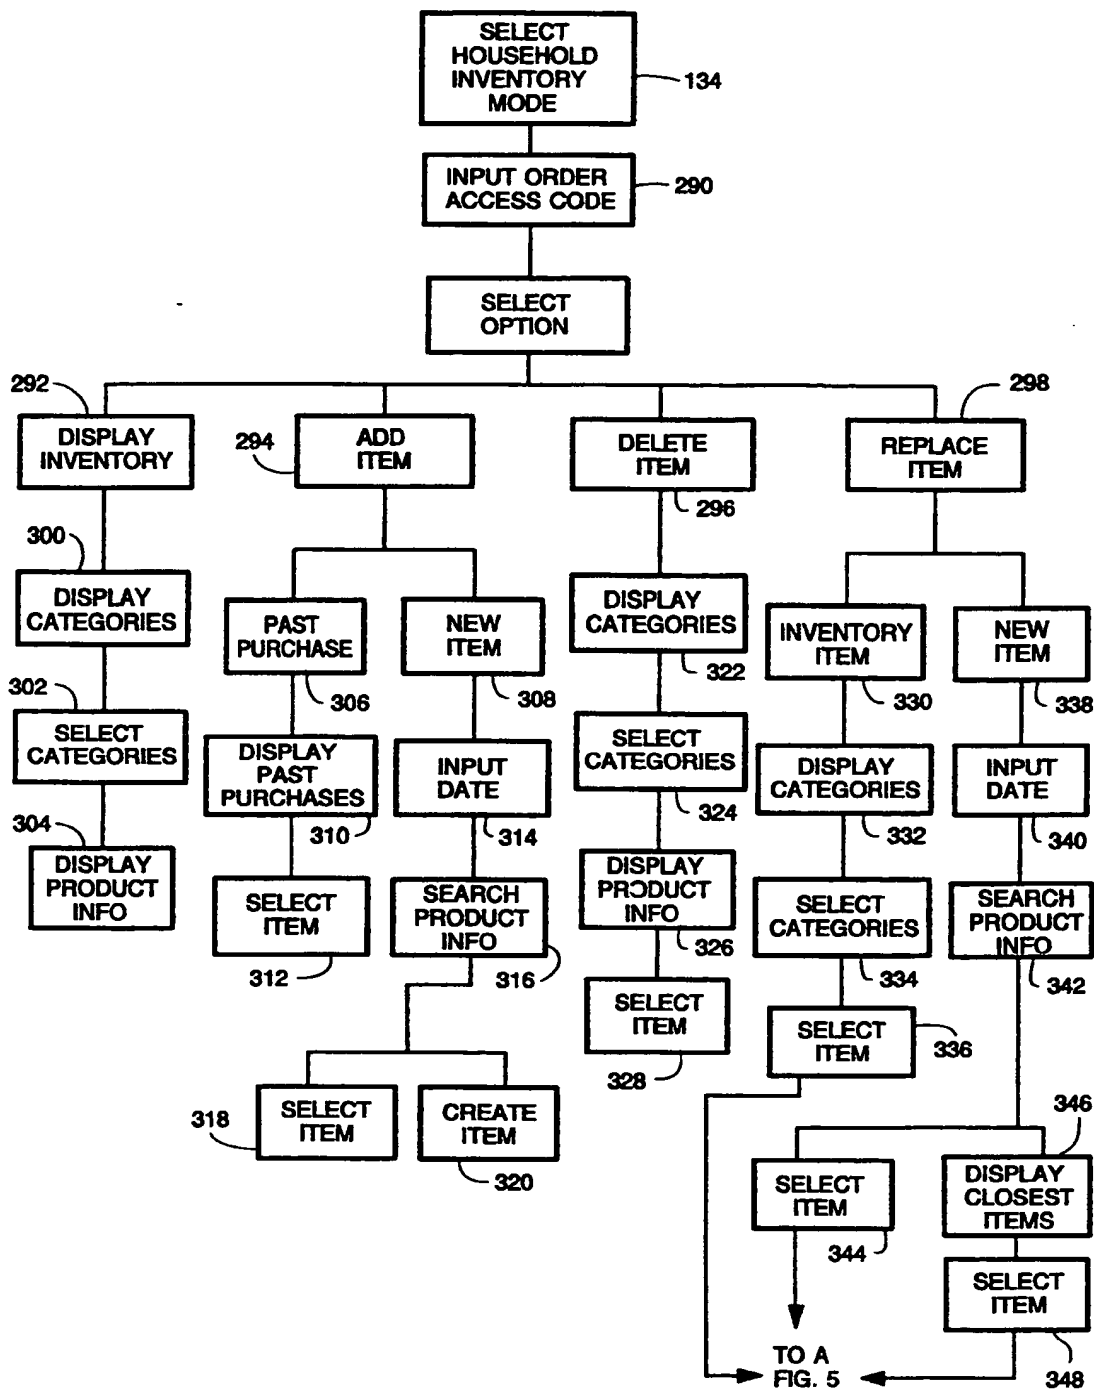 SELECT
HOUSEHOLD
INVENTORY
MODE
134
INPUT ORDER
ACCESS CODE
290
SELECT
OPTION
292
DISPLAY
INVENTORY
294
ADD
ITEM
DELETE
ITEM
296
298
REPLACE
ITEM
300
DISPLAY
CATEGORIES
302
SELECT
CATEGORIES
304
DISPLAY
PRODUCT
INFO
PAST
PURCHASE
306
DISPLAY
PAST
PURCHASES
310
SELECT
ITEM
312
NEW
ITEM
308
INPUT
DATE
314
SEARCH
PRODUCT
INFO
316
318
SELECT
ITEM
CREATE
ITEM
320
DISPLAY
CATEGORIES
322
SELECT
CATEGORIES
324
DISPLAY
PRODUCT
INFO
326
SELECT
ITEM
328
INVENTORY
ITEM
330
DISPLAY
CATEGORIES
332
SELECT
CATEGORIES
334
SELECT
ITEM
336
NEW
ITEM
338
INPUT
DATE
340
SEARCH
PRODUCT
INFO
342
SELECT
ITEM
344
346
DISPLAY
CLOSEST
ITEMS
SELECT
ITEM
348
TO A
FIG. 5